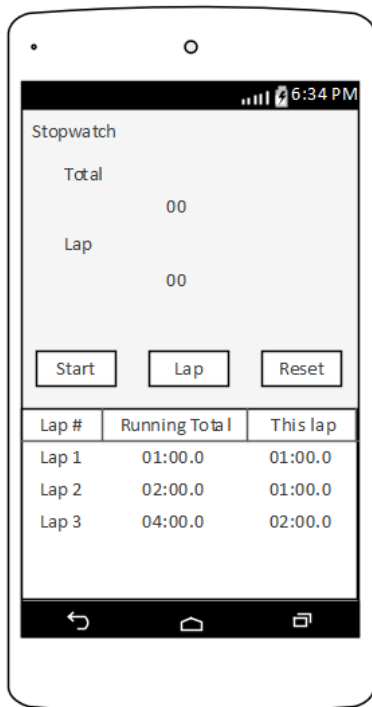 6:34 PM
Stopwatch
Total
00
Lap
00
Start Lap Reset
Lap # Running Total This lap
Lap 1 01:00.0 01:00.0
Lap 2 02:00.0 01:00.0
Lap 3 04:00.0 02:00.0